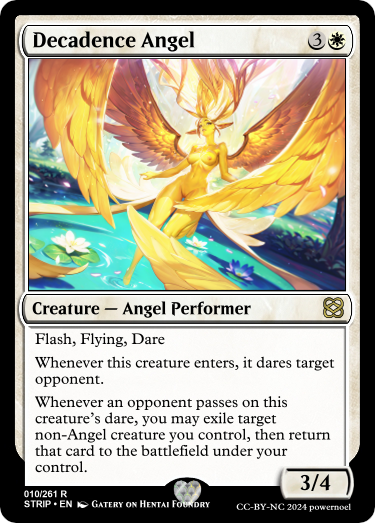 Decadence Angel 3
Creature — Angel Performer
Flash, Flying, Dare
Whenever this creature enters, it dares target
opponent.
Whenever an opponent passes on this
creature's dare, you may exile target
non-Angel creature you control, then return
that card to the battlefield under your
control.
3/4
010/261 R
STRIP • EN Gatery on Hentai Foundry
CC-BY-NC 2024 powernoel